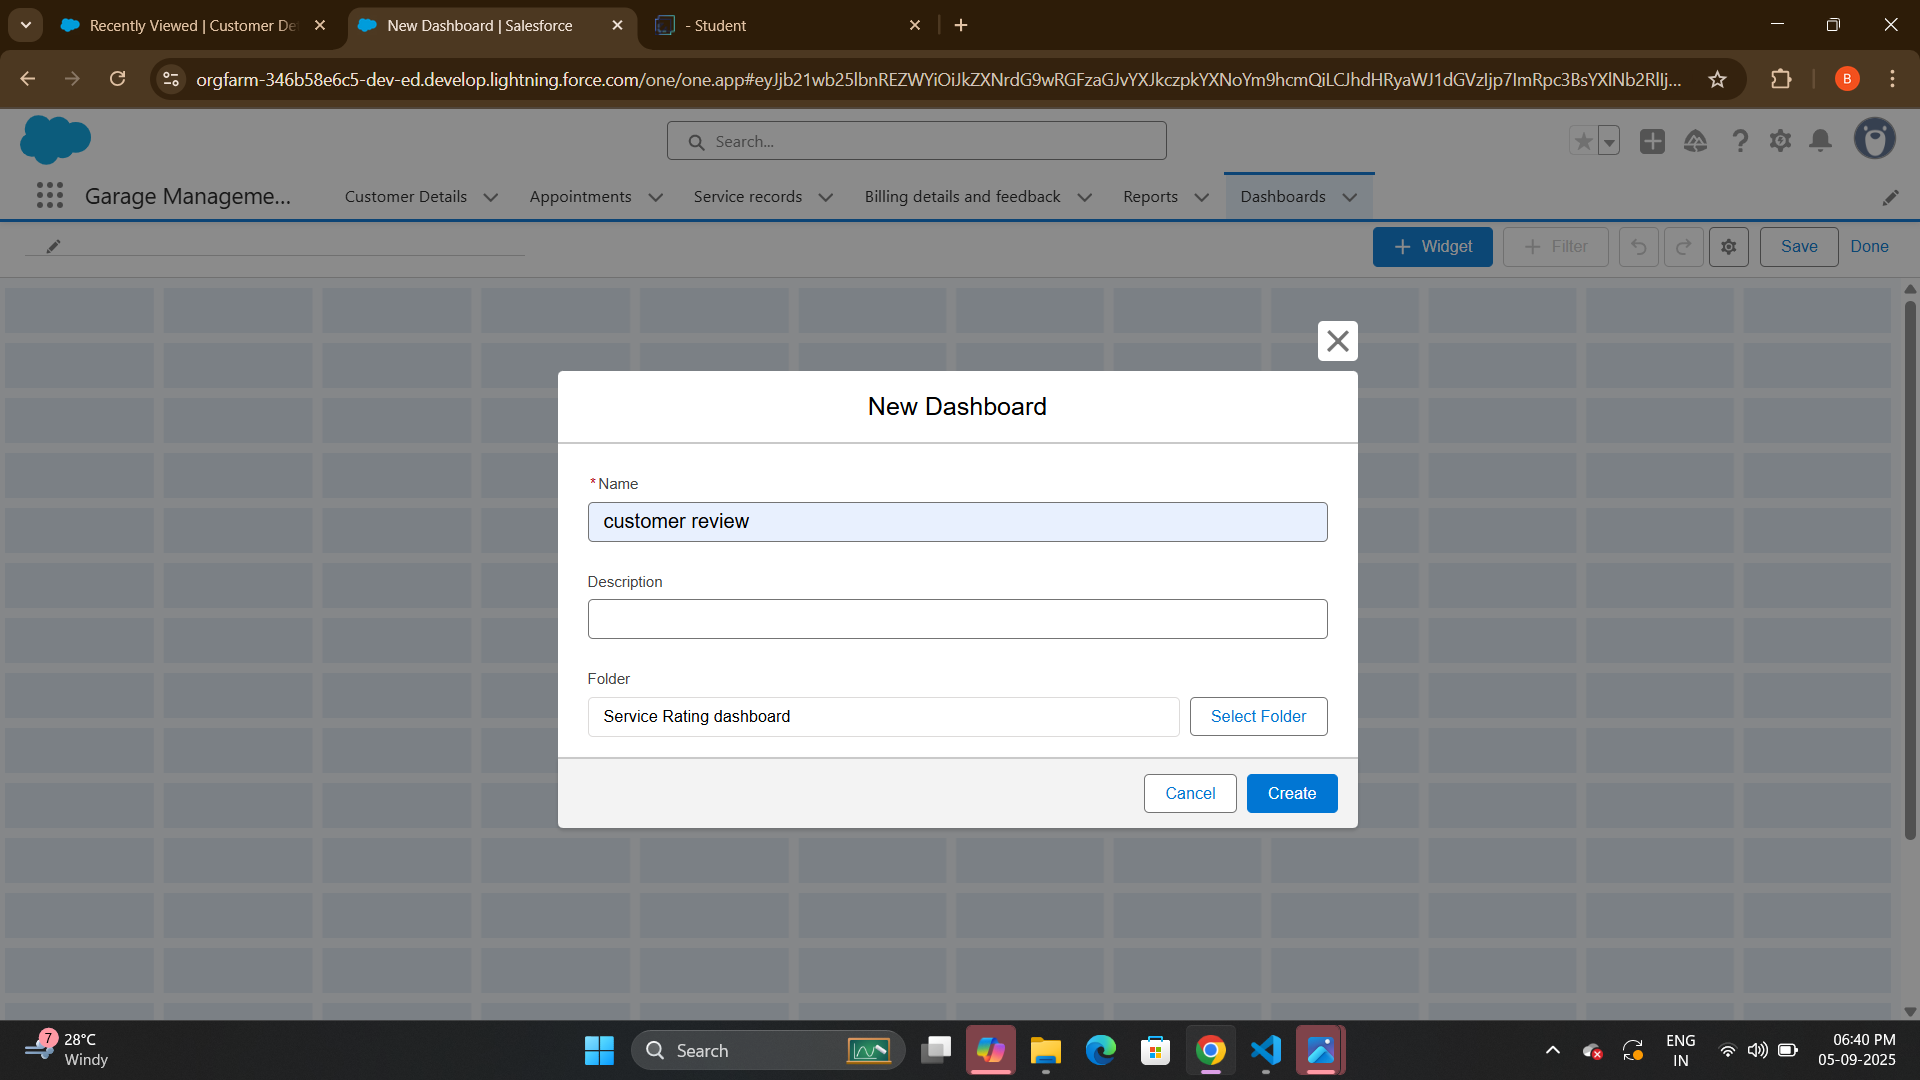 Recently Viewed | Customer De
New Dashboard | Salesforce
- Student
orgfarm-346b58e6c5-dev-ed.develop.lightning.force.com/one/one.app#eyJjb21wb25lbnREZWYiOiJkZXNrdG9wRGFzaGJvYXJkczpkYXNoYm9hcmQiLCJhdHRyaWJ1dGVzIjp7ImRpc3BsYXlNb2RlIj...
B
Search...
Garage Manageme...
Customer Details
Appointments
Service records
Billing details and feedback
Reports
Dashboards
+ Widget
+ Filter
Save
Done
New Dashboard
*Name
customer review
Description
Folder
Service Rating dashboard
Select Folder
Cancel
Create
7
28°C
Windy
Search
ENG
IN
06:40 PM
05-09-2025